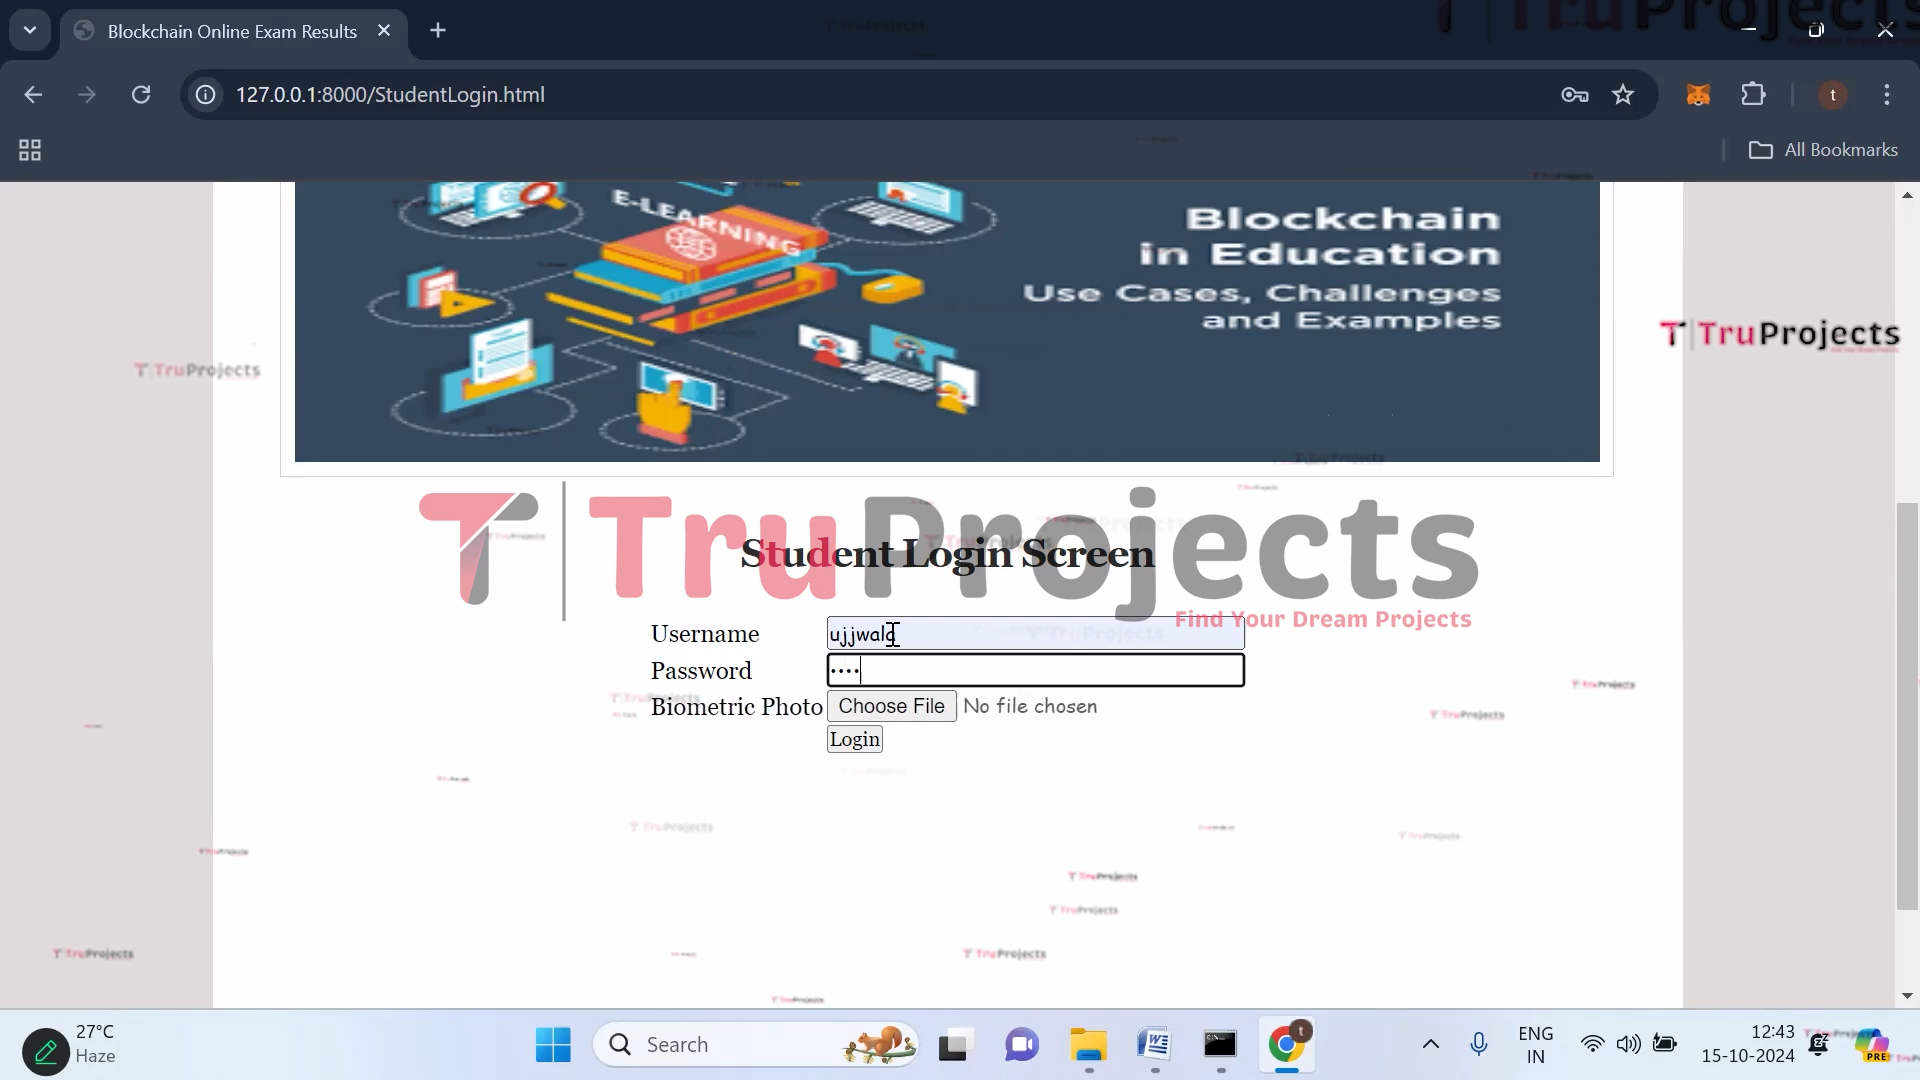 Blockchain Online Exam Results
127.0.0.1:8000/StudentLogin.html
t
All Bookmarks
E-LEARNING
Blockchain
in Education
Use Cases, Challenges
and Examples
TruProjects
TruProjects
TruProjects
Find Your Dream Projects
Student Login Screen
Username
ujjwala
Password
••••
Biometric Photo
Choose File
No file chosen
Login
27°C
Haze
Search
ENG
IN
12:43
15-10-2024
PRE